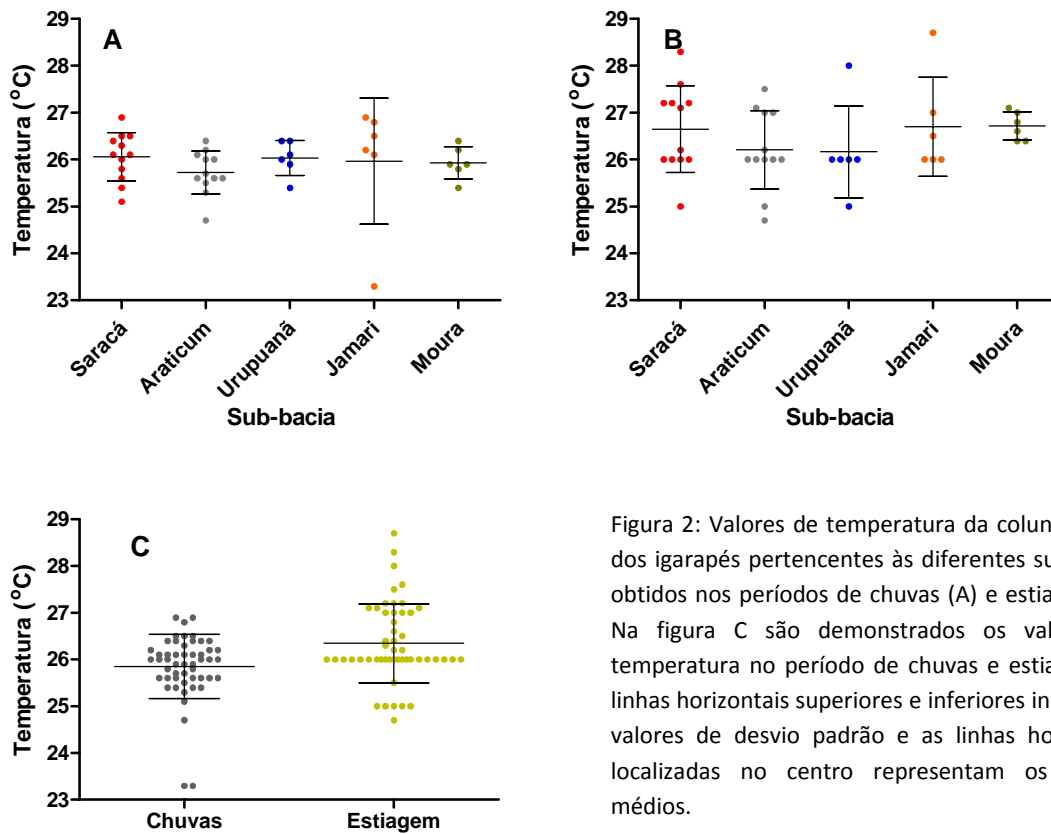 29
28
27
26
25
24
23
A
Temperatura (°C)
Saracá
Araticum
Urupuanã
Jamari
Moura
Sub-bacia
29
28
27
26
25
24
23
B
Temperatura (°C)
Saracá
Araticum
Urupuanã
Jamari
Moura
Sub-bacia
29
28
27
26
25
24
23
C
Temperatura (°C)
Chuvas
Estiagem
Figura 2: Valores de temperatura da colun
dos igarapés pertencentes às diferentes su
obtidos nos períodos de chuvas (A) e estia
Na figura C são demonstrados os val
temperatura no período de chuvas e estia
linhas horizontais superiores e inferiores in
valores de desvio padrão e as linhas ho
localizadas no centro representam os
médios.